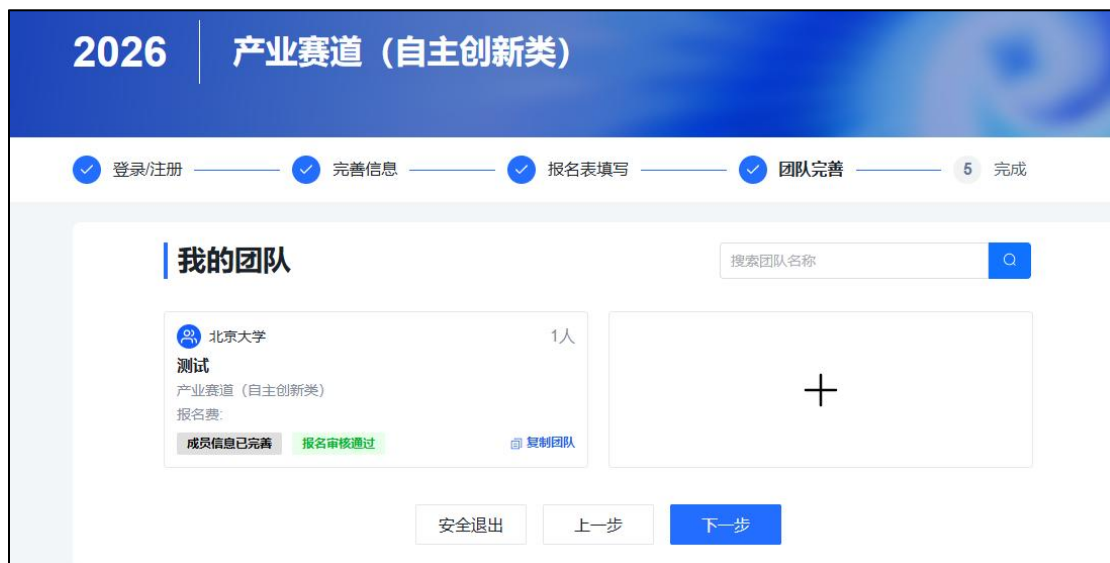 2026 产业赛道（自主创新类）
登录/注册 完善信息 报名表填写 团队完善 5 完成
我的团队 搜索团队名称
北京大学 1人
测试
产业赛道（自主创新类）
报名费:
成员信息已完善 报名审核通过 复制团队
安全退出 上一步 下一步